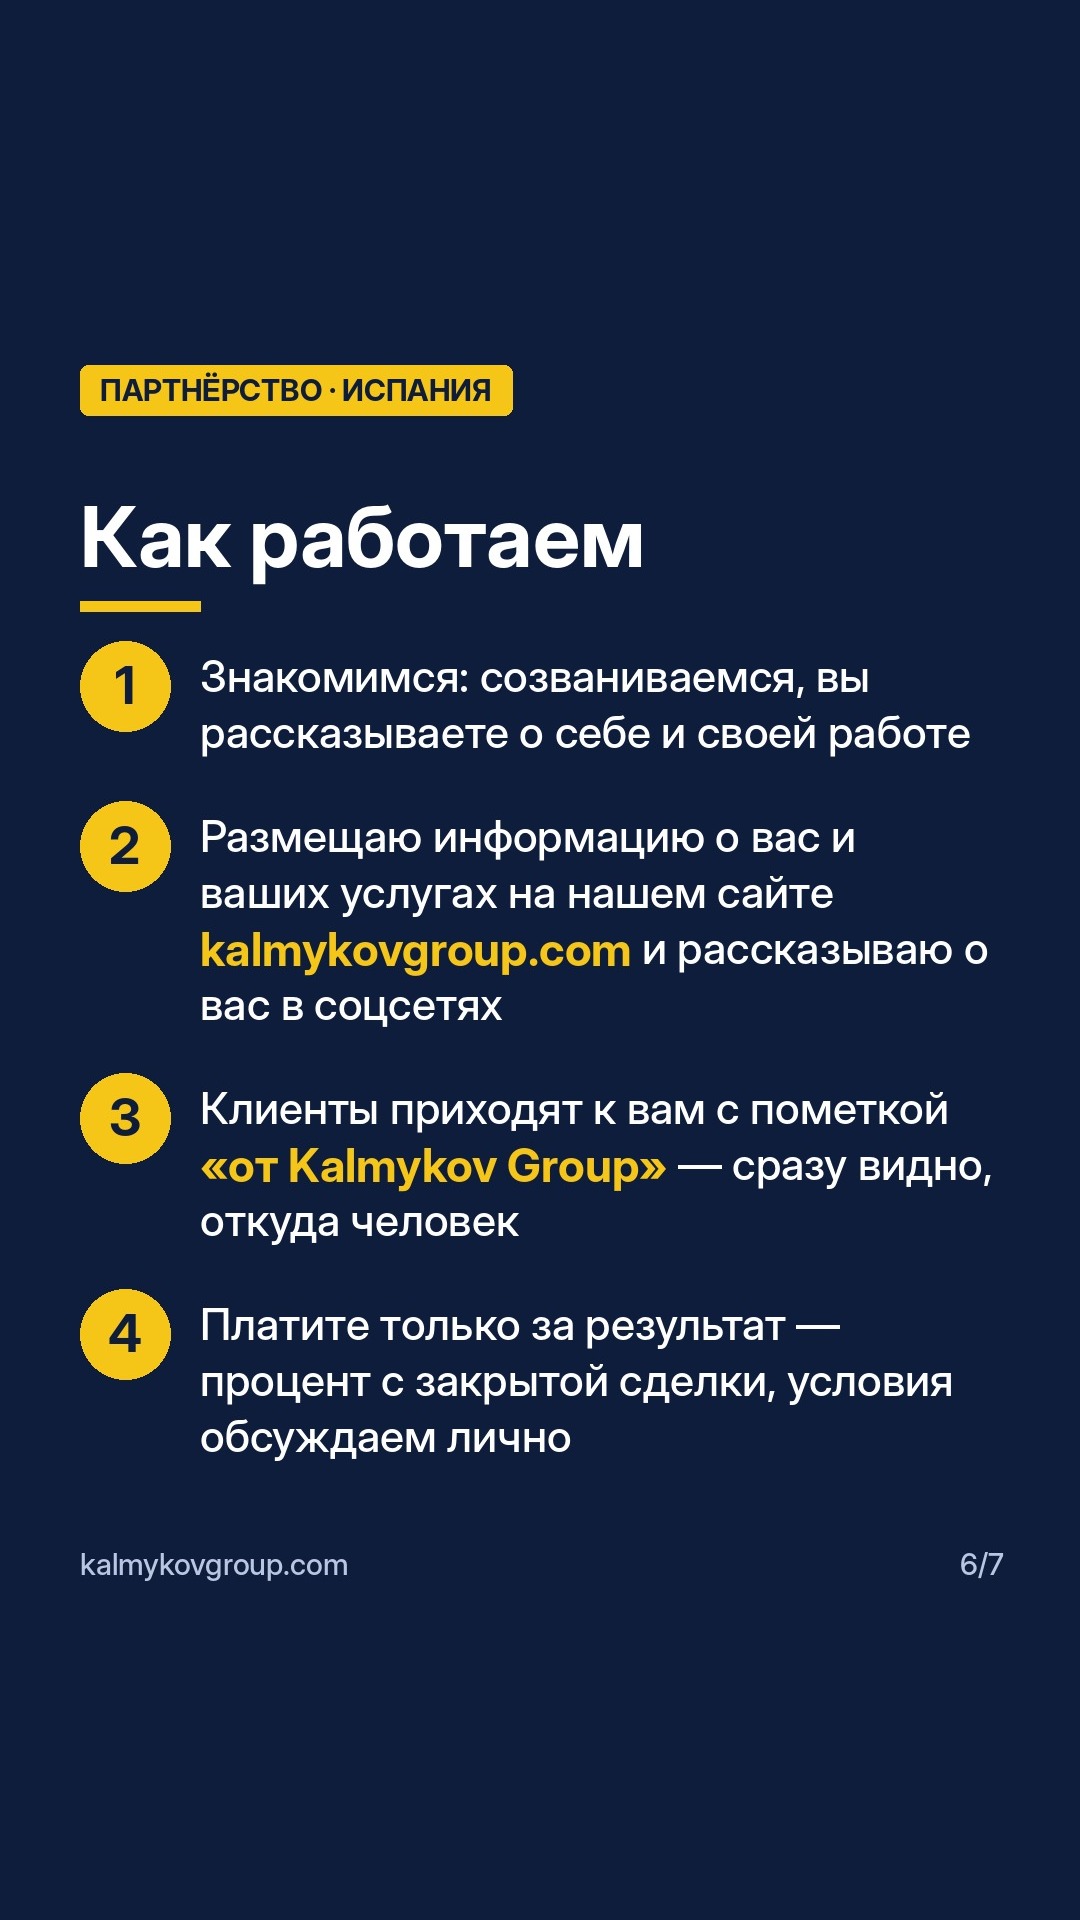 ПАРТНЁРСТВО · ИСПАНИЯ
Как работаем
1
Знакомимся: созваниваемся, вы
рассказываете о себе и своей работе
2
Размещаю информацию о вас и
ваших услугах на нашем сайте
kalmykovgroup.com и рассказываю о
вас в соцсетях
3
Клиенты приходят к вам с пометкой
«от Kalmykov Group» — сразу видно,
откуда человек
4
Платите только за результат —
процент с закрытой сделки, условия
обсуждаем лично
kalmykovgroup.com
6/7